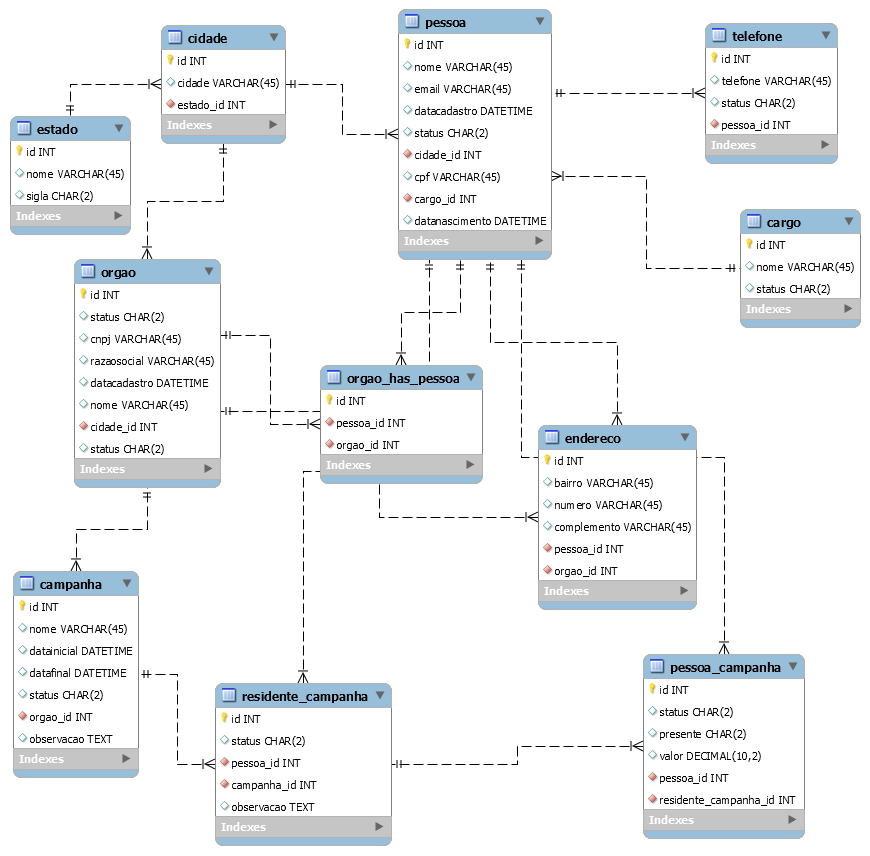 cidade
id INT
cidade VARCHAR(45)
estado_id INT
Indexes
pessoa
id INT
nome VARCHAR(45)
email VARCHAR(45)
datacadastro DATETIME
status CHAR(2)
cidade_id INT
cpf VARCHAR(45)
cargo_id INT
datanascimento DATETIME
Indexes
telefone
id INT
telefone VARCHAR(45)
status CHAR(2)
pessoa_id INT
Indexes
estado
id INT
nome VARCHAR(45)
sigla CHAR(2)
Indexes
cargo
id INT
nome VARCHAR(45)
status CHAR(2)
Indexes
orgao
id INT
status CHAR(2)
cnpj VARCHAR(45)
razaosocial VARCHAR(45)
datacadastro DATETIME
nome VARCHAR(45)
cidade_id INT
status CHAR(2)
Indexes
orgao_has_pessoa
id INT
pessoa_id INT
orgao_id INT
Indexes
endereco
id INT
bairro VARCHAR(45)
numero VARCHAR(45)
complemento VARCHAR(45)
pessoa_id INT
orgao_id INT
Indexes
campanha
id INT
nome VARCHAR(45)
datainicial DATETIME
datafinal DATETIME
status CHAR(2)
orgao_id INT
observacao TEXT
Indexes
residente_campanha
id INT
status CHAR(2)
pessoa_id INT
campanha_id INT
observacao TEXT
Indexes
pessoa_campanha
id INT
status CHAR(2)
presente CHAR(2)
valor DECIMAL(10,2)
pessoa_id INT
residente_campanha_id INT
Indexes